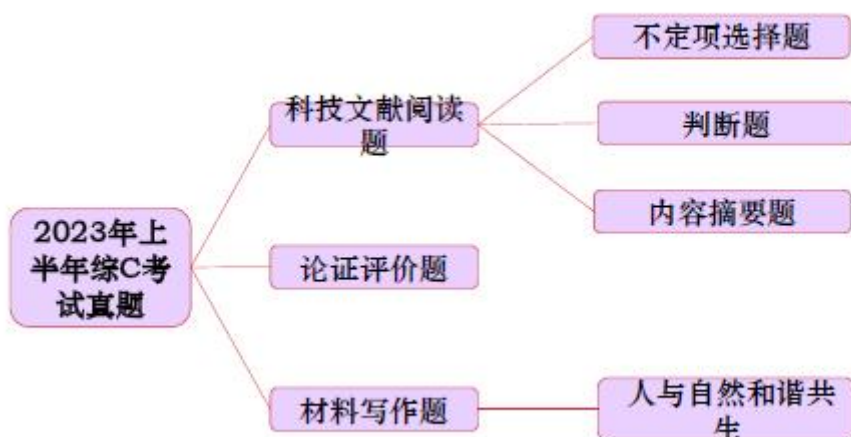 不定项选择题
科技文献阅读
题
判断题
内容摘要题
2023年上
半年综C考
试直题
论证评价题
材料写作题
人与自然和谐共
生